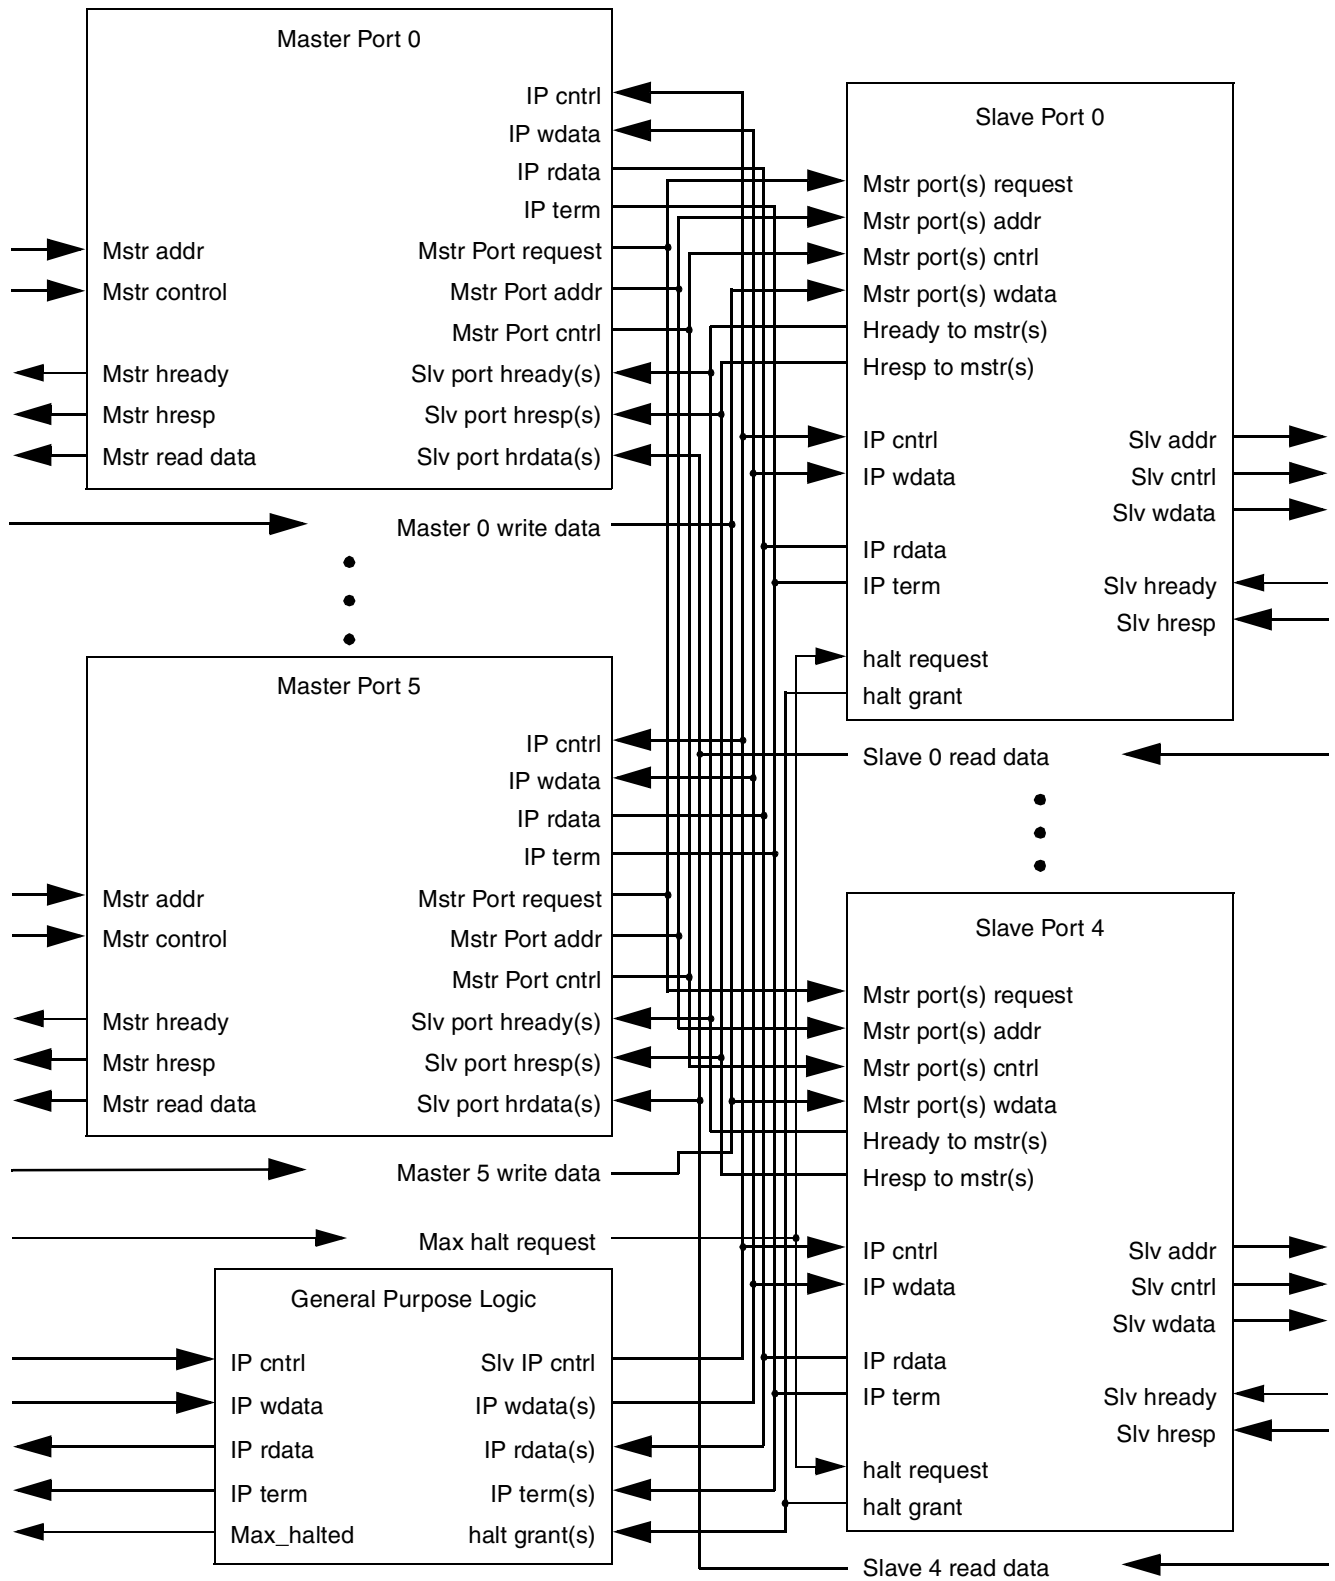 Master Port 0
IP cntrl
IP wdata
IP rdata
IP term
Mstr addr
Mstr Port request
Mstr control
Mstr Port addr
Mstr Port cntrl
Mstr hready
Slv port hready(s)
Mstr hresp
Slv port hresp(s)
Mstr read data
Slv port hrdata(s)
Master 0 write data
Master Port 5
IP cntrl
IP wdata
IP rdata
IP term
Mstr addr
Mstr Port request
Mstr control
Mstr Port addr
Mstr Port cntrl
Mstr hready
Slv port hready(s)
Mstr hresp
Slv port hresp(s)
Mstr read data
Slv port hrdata(s)
Master 5 write data
Max halt request
General Purpose Logic
IP cntrl
Slv IP cntrl
IP wdata
IP wdata(s)
IP rdata
IP rdata(s)
IP term
IP term(s)
Max_halted
halt grant(s)
Slave Port 0
Mstr port(s) request
Mstr port(s) addr
Mstr port(s) cntrl
Mstr port(s) wdata
Hready to mstr(s)
Hresp to mstr(s)
IP cntrl
Slv addr
IP wdata
Slv cntrl
Slv wdata
IP rdata
IP term
Slv hready
Slv hresp
halt request
halt grant
Slave 0 read data
Slave Port 4
Mstr port(s) request
Mstr port(s) addr
Mstr port(s) cntrl
Mstr port(s) wdata
Hready to mstr(s)
Hresp to mstr(s)
IP cntrl
Slv addr
IP wdata
Slv cntrl
Slv wdata
IP rdata
IP term
Slv hready
Slv hresp
halt request
halt grant
Slave 4 read data